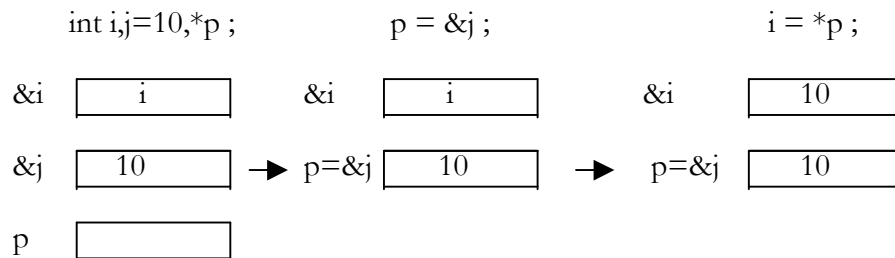 int i,j=10,*p ; p = &j ; i = *p ;
&i i &i i &i 10
&j 10 p=&j 10 p=&j 10
p